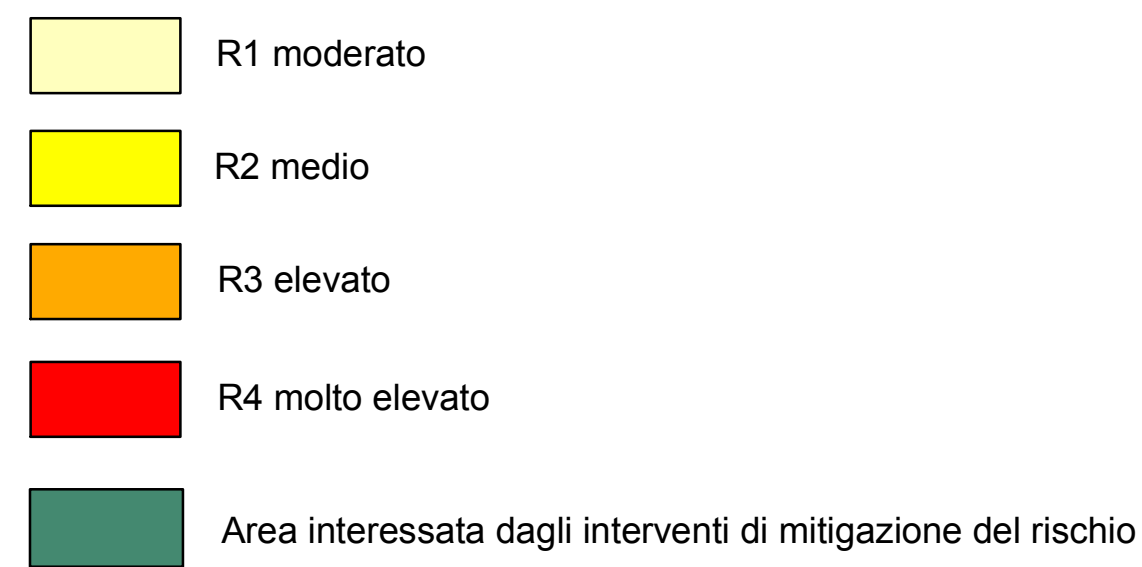 R1 moderato
R2 medio
R3 elevato
R4 molto elevato
Area interessata dagli interventi di mitigazione del rischio